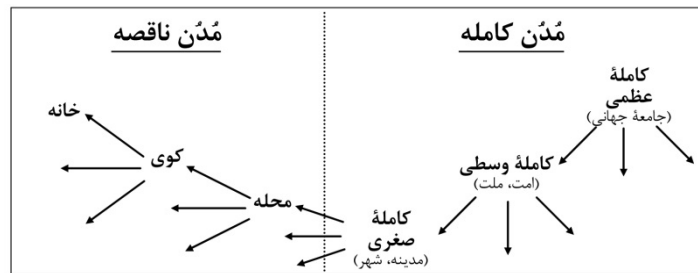 مُدُن کامله
مُدُن ناقصه
کاملهٔ
عظمی
(جامعهٔ جهانی)
کاملهٔ وسطی
(امت، ملت)
کاملهٔ
صغری
(مدینه، شهر)
محله
کوی
خانه